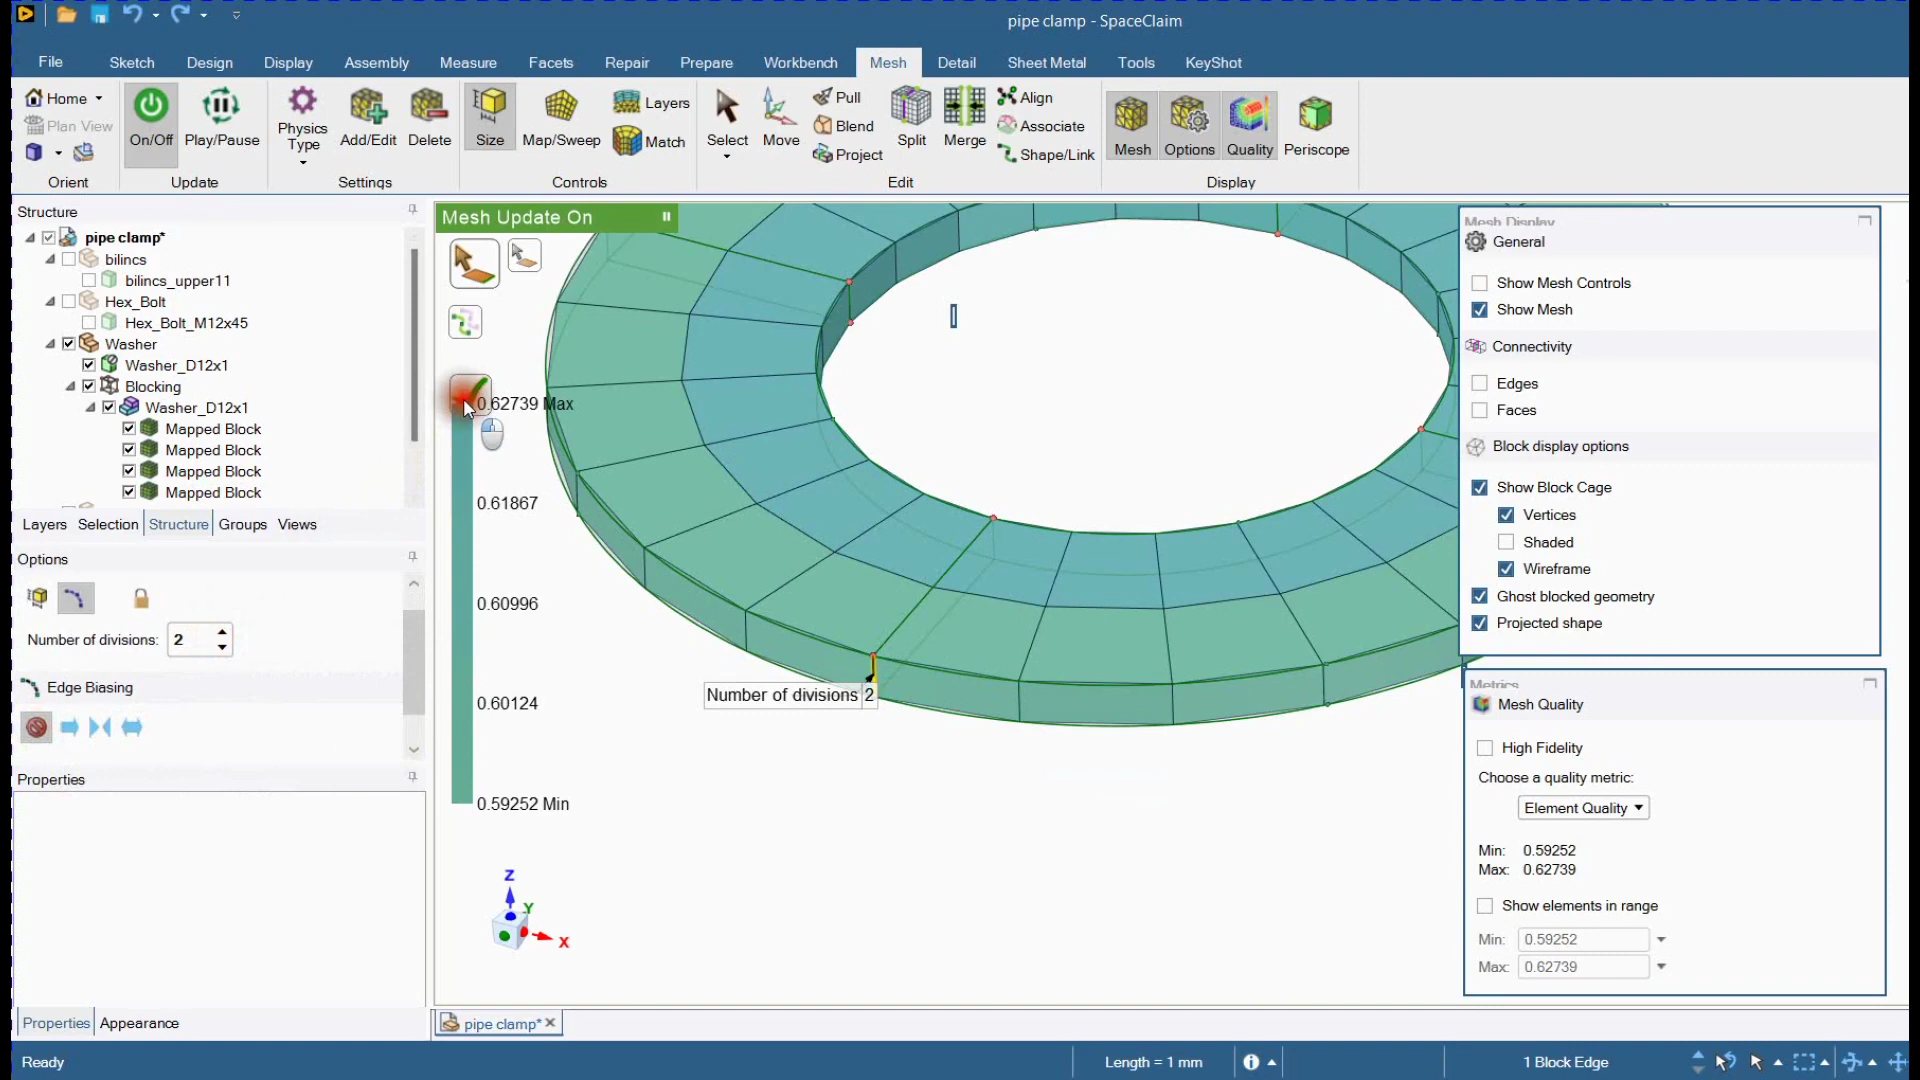 pipe clamp - SpaceClaim
File Sketch Design Display Assembly Measure Facets Repair Prepare Workbench Mesh Detail Sheet Metal Tools KeyShot
Home
Plan View
Orient
On/Off
Play/Pause
Update
Physics Type
Add/Edit
Delete
Settings
Size
Map/Sweep
Layers
Match
Controls
Select
Move
Pull
Blend
Project
Split
Merge
Align
Associate
Shape/Link
Edit
Mesh
Options
Quality
Periscope
Display
Structure
pipe clamp*
bilincs
bilincs_upper11
Hex_Bolt
Hex_Bolt_M12x45
Washer
Washer_D12x1
Blocking
Washer_D12x1
Mapped Block
Mapped Block
Mapped Block
Mapped Block
Layers Selection Structure Groups Views
Options
Number of divisions: 2
Edge Biasing
Properties
Properties Appearance
Mesh Update On
0.62739 Max
0.61867
0.60996
0.60124
0.59252 Min
Number of divisions 2
Z
Y
X
Mesh Display
General
Show Mesh Controls
Show Mesh
Connectivity
Edges
Faces
Block display options
Show Block Cage
Vertices
Shaded
Wireframe
Ghost blocked geometry
Projected shape
Metrics
Mesh Quality
High Fidelity
Choose a quality metric:
Element Quality
Min: 0.59252
Max: 0.62739
Show elements in range
Min: 0.59252
Max: 0.62739
pipe clamp*
Ready
Length = 1 mm
1 Block Edge